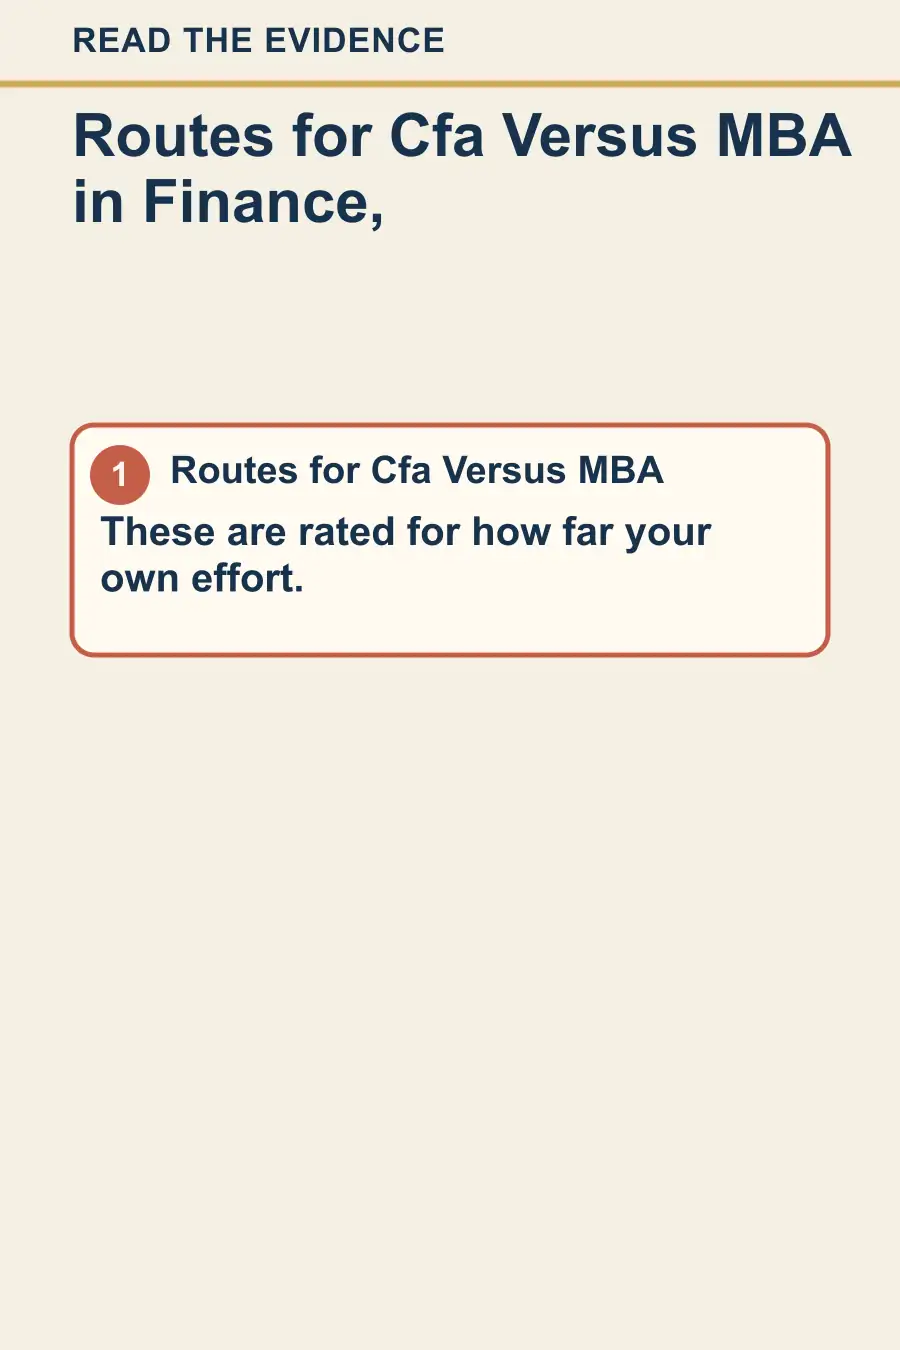 READ THE EVIDENCE
Routes for Cfa Versus MBA
in Finance,
1 Routes for Cfa Versus MBA
These are rated for how far your
own effort.